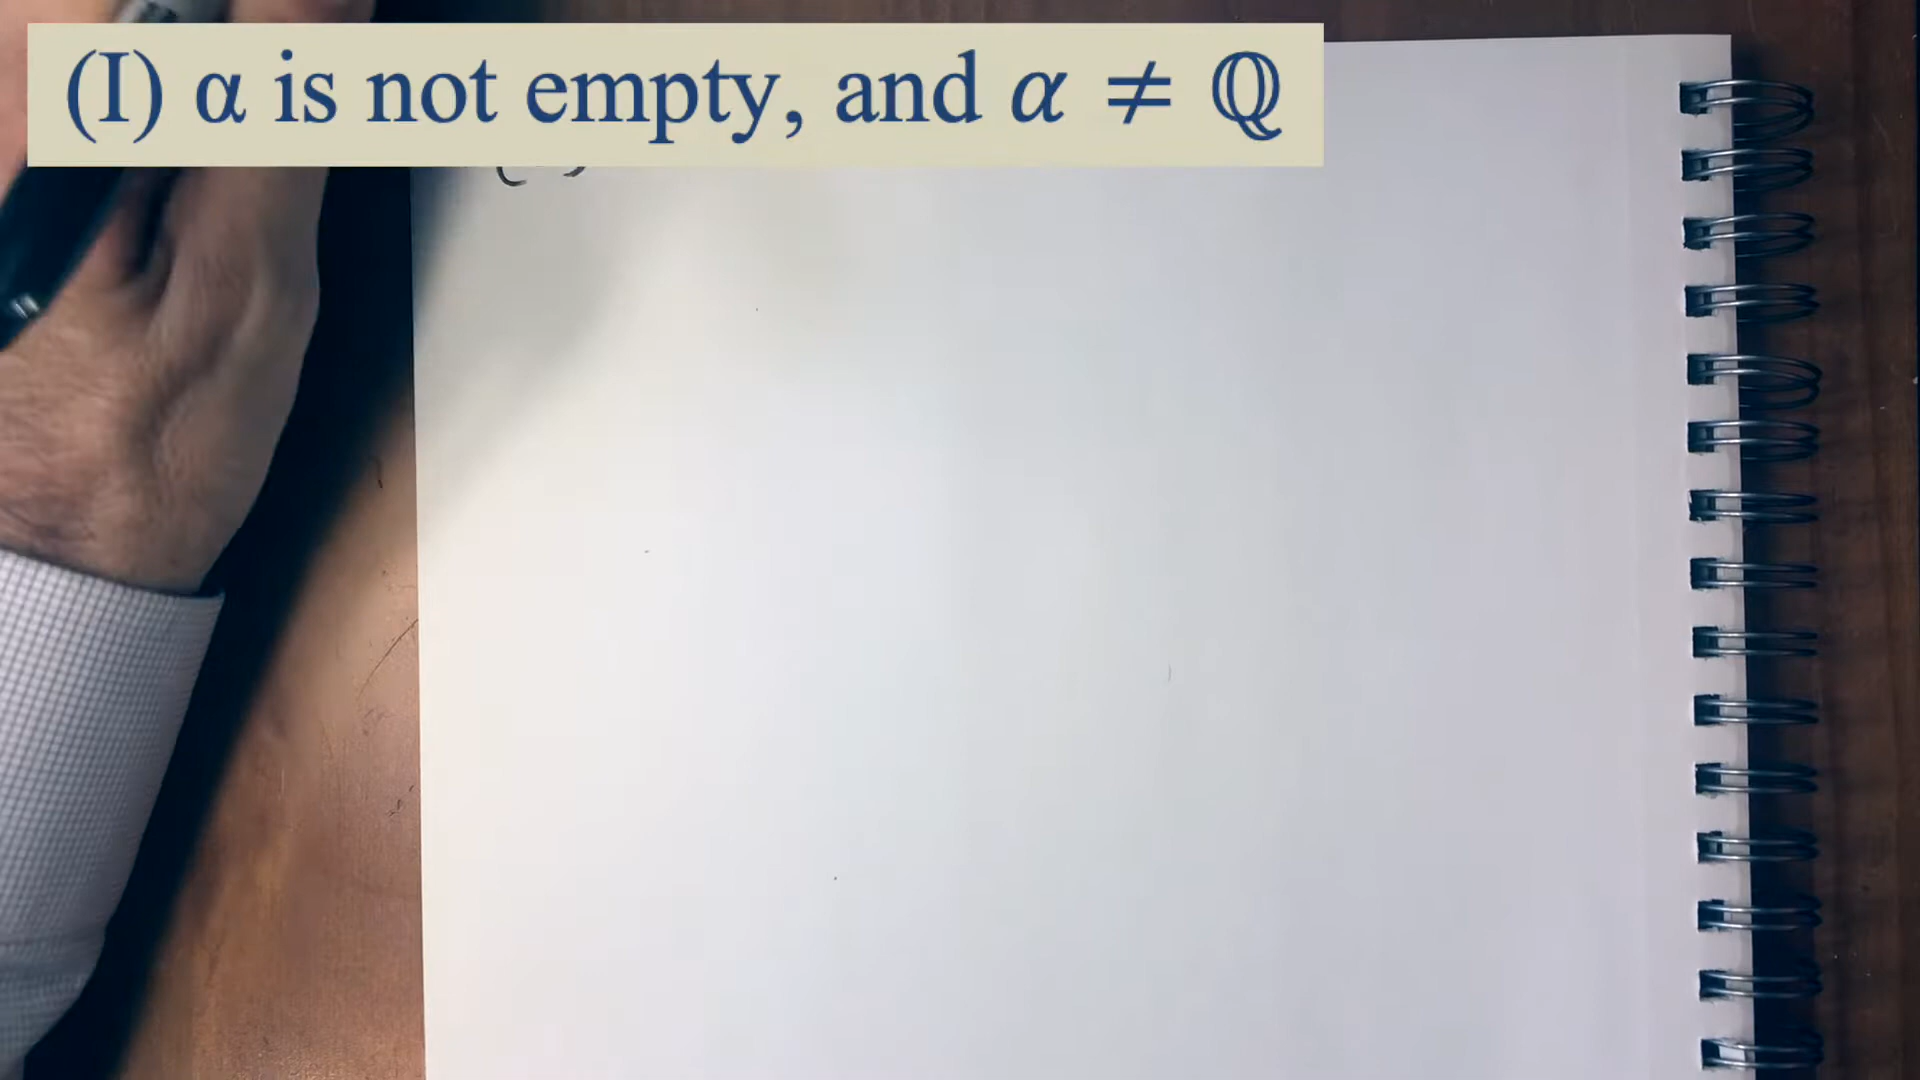 (I) α is not empty, and α ≠ ℚ